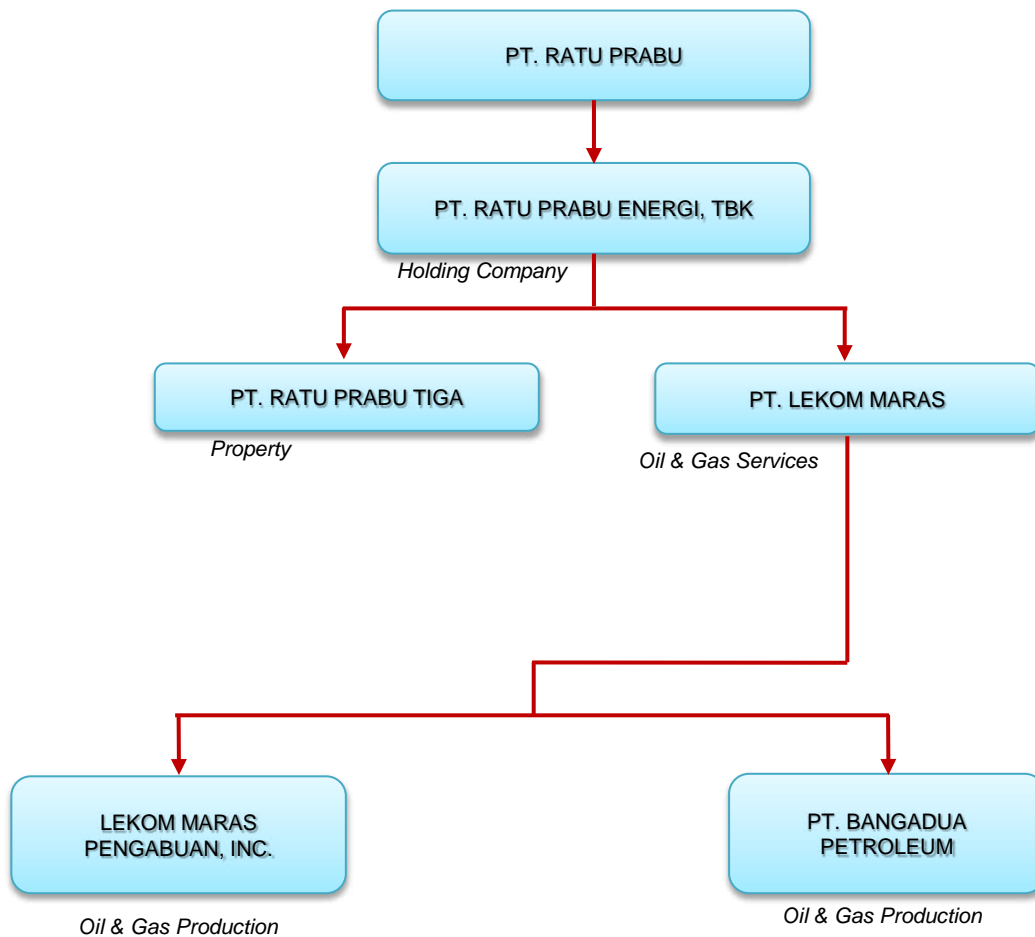 PT. RATU PRABU
PT. RATU PRABU ENERGI, TBK
Holding Company
PT. RATU PRABU TIGA
Property
PT. LEKOM MARAS
Oil & Gas Services
LEKOM MARAS
PENGABUAN, INC.
Oil & Gas Production
PT. BANGADUA
PETROLEUM
Oil & Gas Production